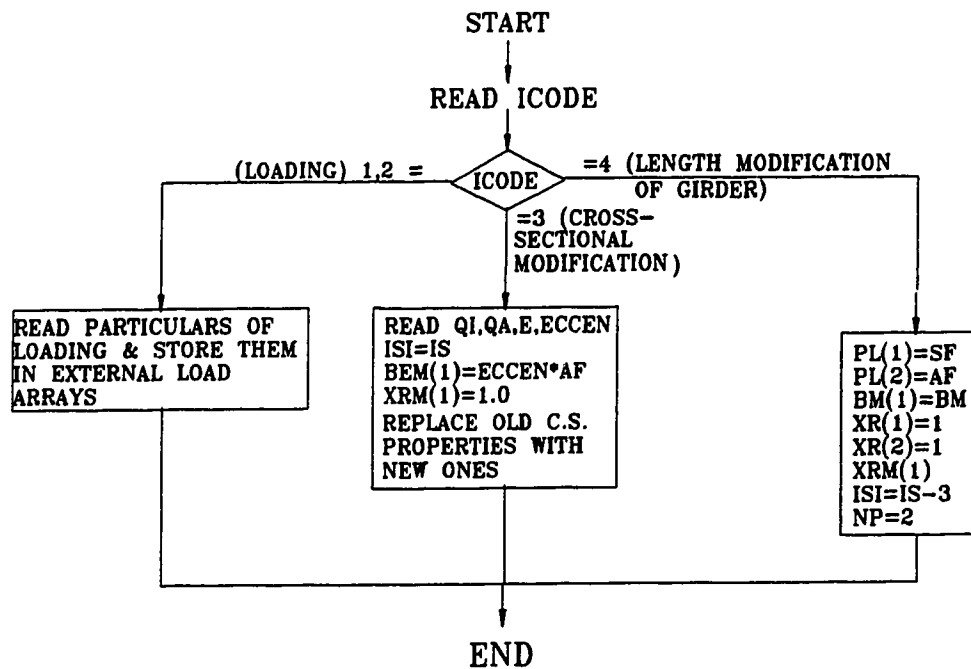 START
READ ICODE
(LOADING) 1,2 =
ICODE
=4 (LENGTH MODIFICATION
OF GIRDER)
=3 (CROSS-
SECTIONAL
MODIFICATION)
READ PARTICULARS OF
LOADING & STORE THEM
IN EXTERNAL LOAD
ARRAYS
READ QI,QA,E,ECCEN
ISI=IS
BEM(1)=ECCEN*AF
XRM(1)=1.0
REPLACE OLD C.S.
PROPERTIES WITH
NEW ONES
PL(1)=SF
PL(2)=AF
BM(1)=BM
XR(1)=1
XR(2)=1
XRM(1)
ISI=IS-3
NP=2
END